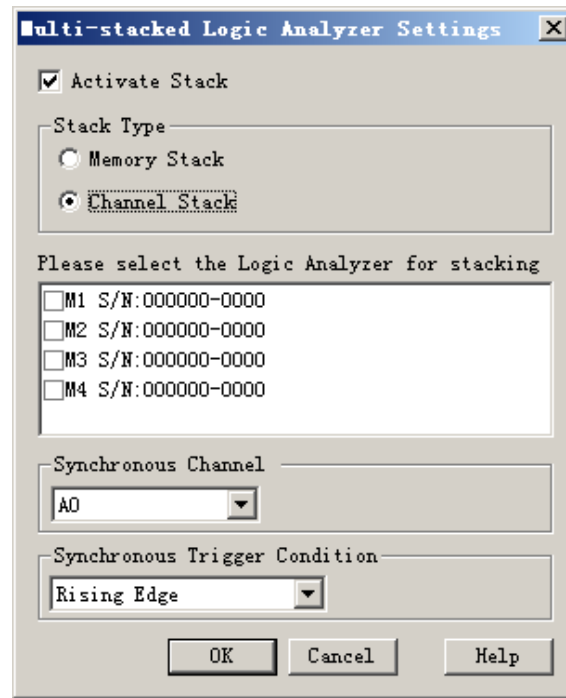 Multi-stacked Logic Analyzer Settings
Activate Stack
Stack Type
Memory Stack
Channel Stack
Please select the Logic Analyzer for stacking
M1 S/N:000000-0000
M2 S/N:000000-0000
M3 S/N:000000-0000
M4 S/N:000000-0000
Synchronous Channel
A0
Synchronous Trigger Condition
Rising Edge
OK Cancel Help